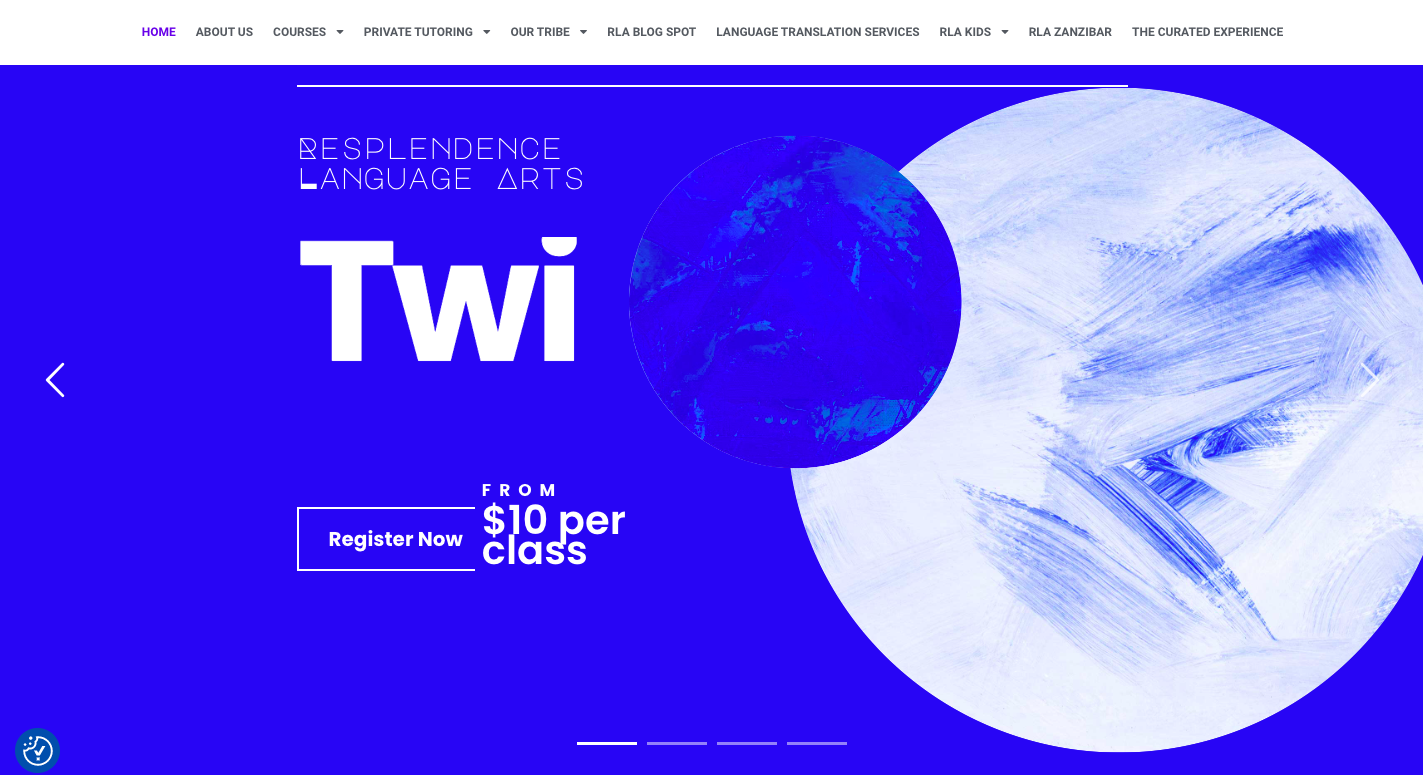 HOME ABOUT US COURSES PRIVATE TUTORING OUR TRIBE RLA BLOG SPOT LANGUAGE TRANSLATION SERVICES RLA KIDS RLA ZANZIBAR THE CURATED EXPERIENCE
RESPLENDENCE
LANGUAGE ARTS
Twi
FROM
$10 per
class
Register Now